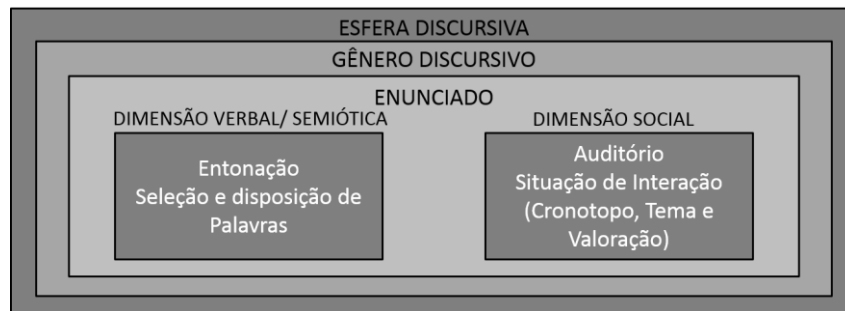 ESFERA DISCURSIVA
GÊNERO DISCURSIVO
ENUNCIADO
DIMENSÃO VERBAL/ SEMIÓTICA
Entonação
Seleção e disposição de
Palavras
DIMENSÃO SOCIAL
Auditório
Situação de Interação
(Cronotopo, Tema e
Valoração)